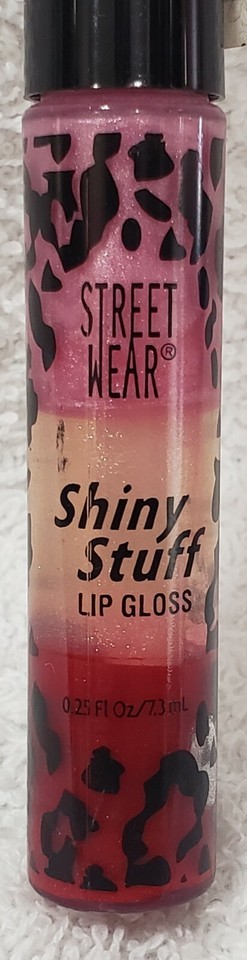 STREET
WEAR®
Shiny
Stuff
LIP GLOSS
0.25 Fl Oz/7.3 mL